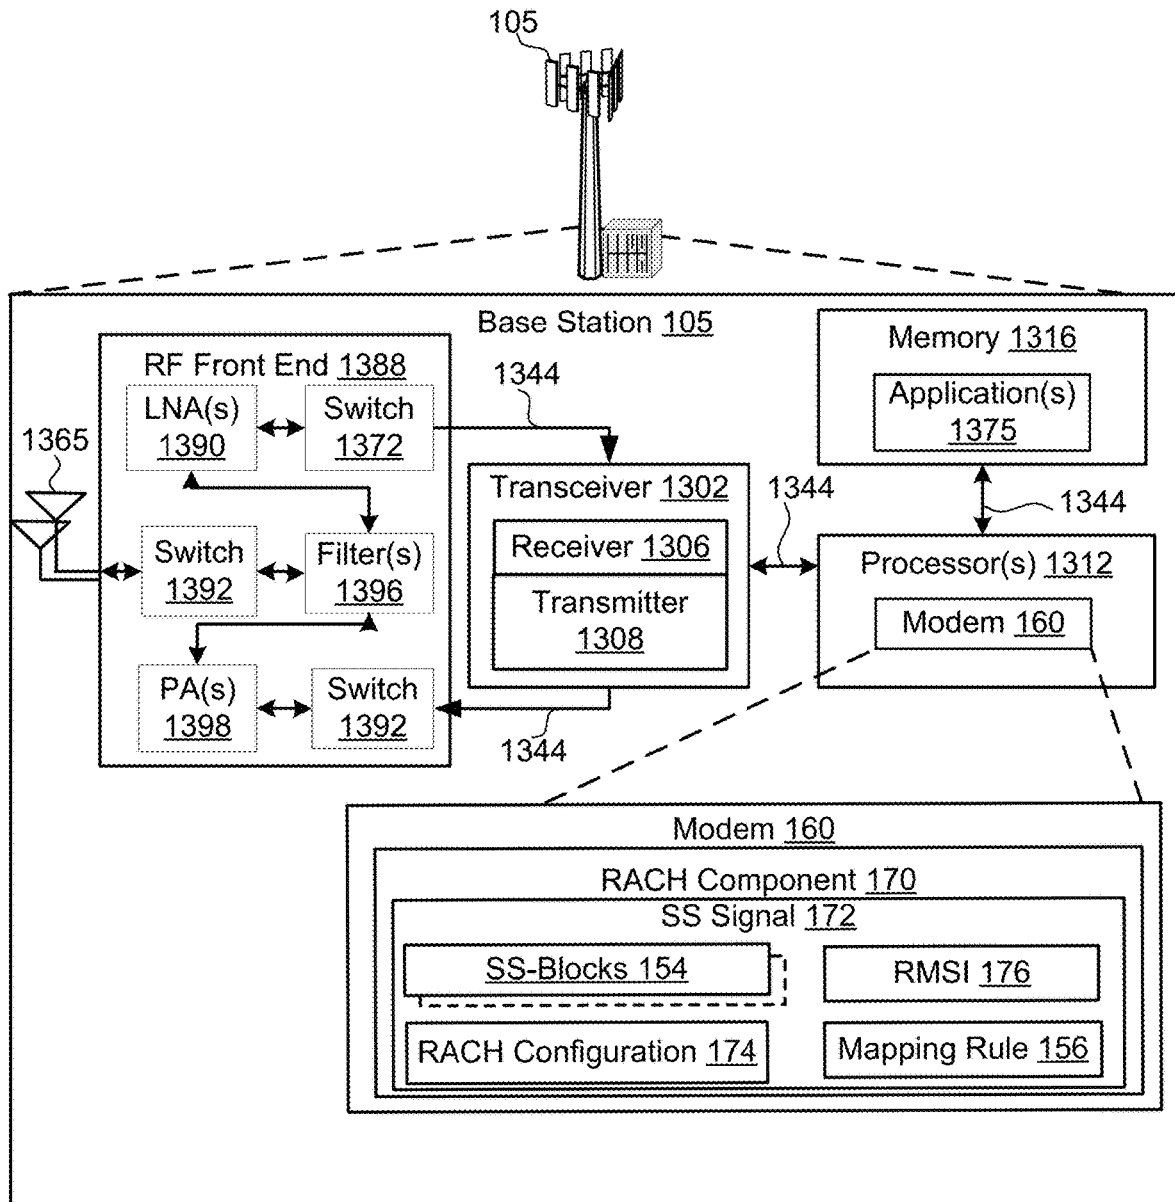 105
Base Station 105
RF Front End 1388
LNA(s)
1390
Switch
1372
1344
Memory 1316
Application(s)
1375
1365
Transceiver 1302
Receiver 1306
Transmitter
1308
1344
1344
Switch
1392
Filter(s)
1396
Processor(s) 1312
Modem 160
PA(s)
1398
Switch
1392
1344
Modem 160
RACH Component 170
SS Signal 172
SS-Blocks 154
RMSI 176
RACH Configuration 174
Mapping Rule 156